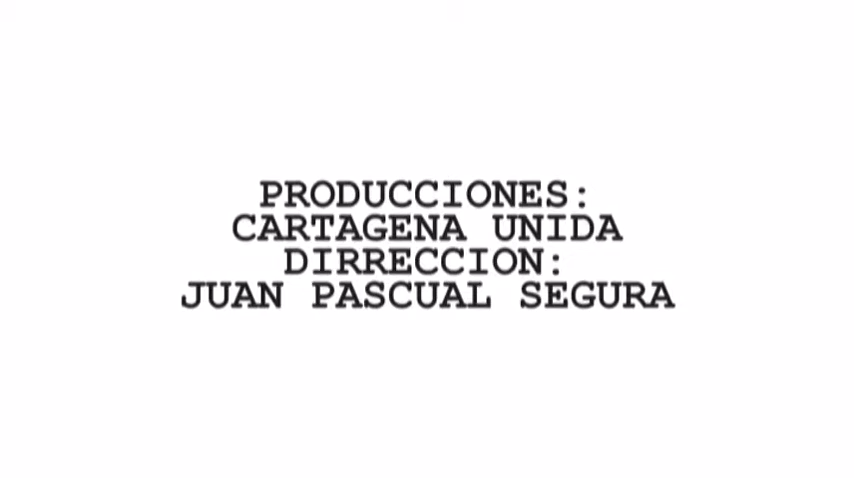 PRODUCCIONES:
CARTAGENA UNIDA
DIRRECCION:
JUAN PASCUAL SEGURA